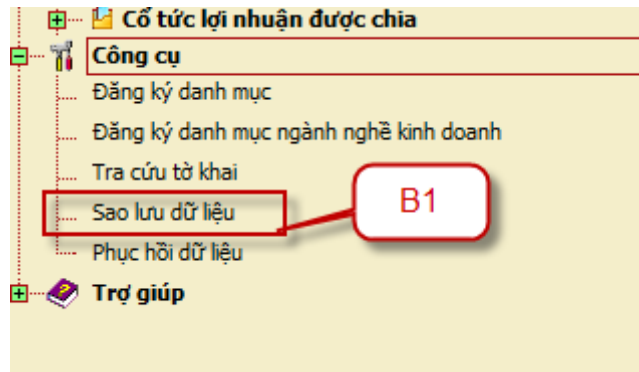 Cổ tức lợi nhuận được chia
Công cụ
Đăng ký danh mục
Đăng ký danh mục ngành nghề kinh doanh
Tra cứu tờ khai
Sao lưu dữ liệu
B1
Phục hồi dữ liệu
Trợ giúp